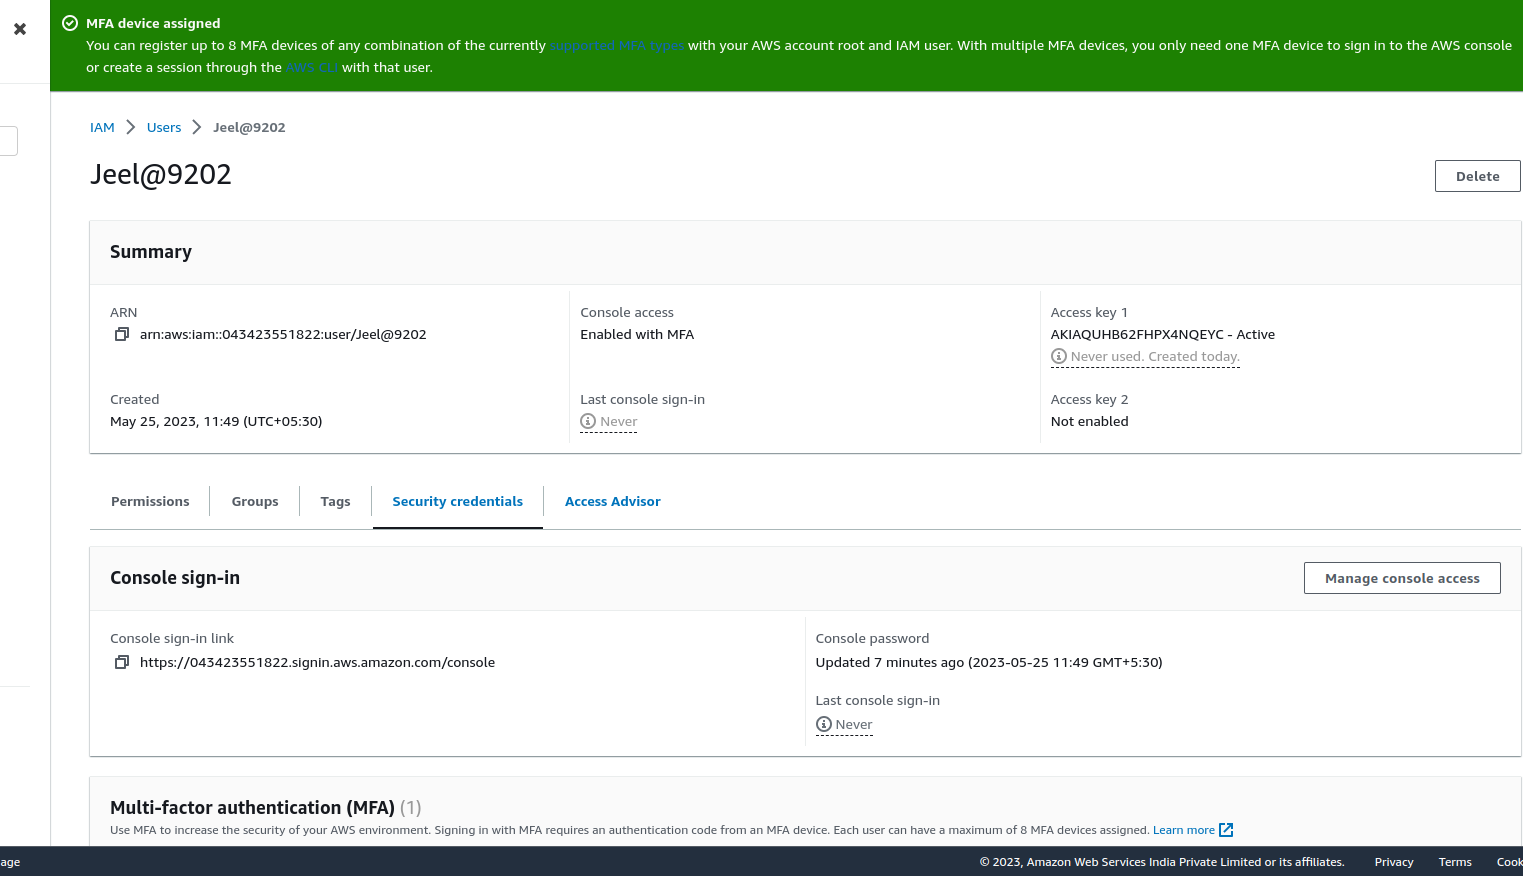 MFA device assigned
You can register up to 8 MFA devices of any combination of the currently supported MFA types with your AWS account root and IAM user. With multiple MFA devices, you only need one MFA device to sign in to the AWS console
or create a session through the AWS CLI with that user.
IAM > Users > Jeel@9202
Jeel@9202
Delete
Summary
ARN
arn:aws:iam::043423551822:user/Jeel@9202
Console access
Enabled with MFA
Access key 1
AKIAQUHB62FHPX4NQEYC - Active
Never used. Created today.
Created
May 25, 2023, 11:49 (UTC+05:30)
Last console sign-in
Never
Access key 2
Not enabled
Permissions
Groups
Tags
Security credentials
Access Advisor
Console sign-in
Manage console access
Console sign-in link
https://043423551822.signin.aws.amazon.com/console
Console password
Updated 7 minutes ago (2023-05-25 11:49 GMT+5:30)
Last console sign-in
Never
Multi-factor authentication (MFA) (1)
Use MFA to increase the security of your AWS environment. Signing in with MFA requires an authentication code from an MFA device. Each user can have a maximum of 8 MFA devices assigned. Learn more
age
© 2023, Amazon Web Services India Private Limited or its affiliates.
Privacy
Terms
Cook